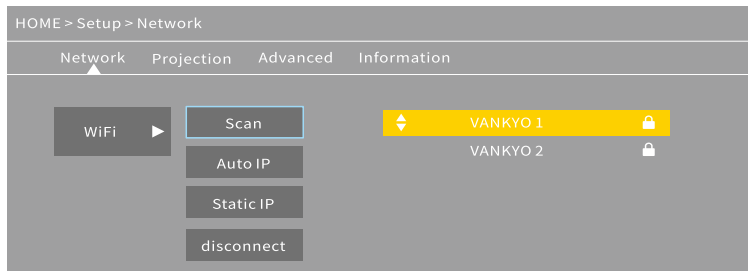 HOME > Setup > Network
Network Projection Advanced Information
WiFi
Scan
Auto IP
Static IP
disconnect
VANKYO 1
VANKYO 2